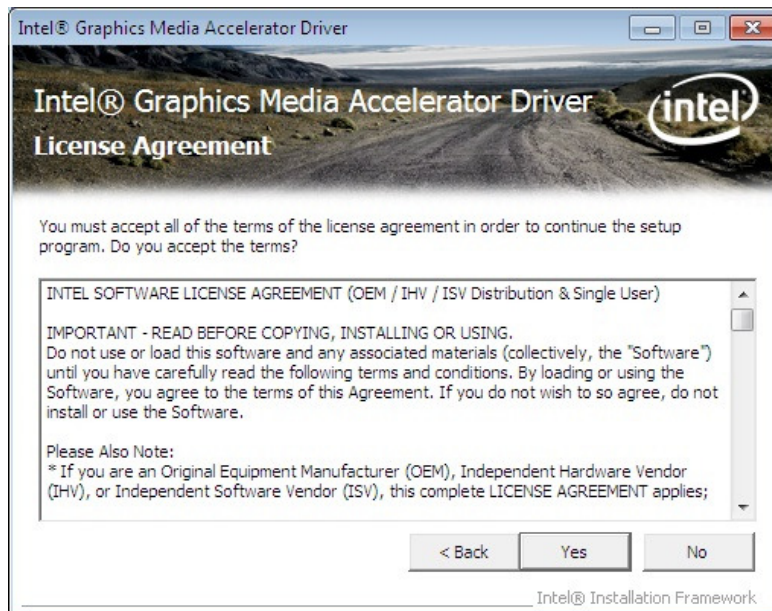 Intel® Graphics Media Accelerator Driver
Intel® Graphics Media Accelerator Driver
intel
License Agreement
You must accept all of the terms of the license agreement in order to continue the setup
program. Do you accept the terms?
INTEL SOFTWARE LICENSE AGREEMENT (OEM / IHV / ISV Distribution & Single User)
IMPORTANT - READ BEFORE COPYING, INSTALLING OR USING.
Do not use or load this software and any associated materials (collectively, the "Software")
until you have carefully read the following terms and conditions. By loading or using the
Software, you agree to the terms of this Agreement. If you do not wish to so agree, do not
install or use the Software.
Please Also Note:
* If you are an Original Equipment Manufacturer (OEM), Independent Hardware Vendor
(IHV), or Independent Software Vendor (ISV), this complete LICENSE AGREEMENT applies;
< Back
Yes
No
Intel® Installation Framework